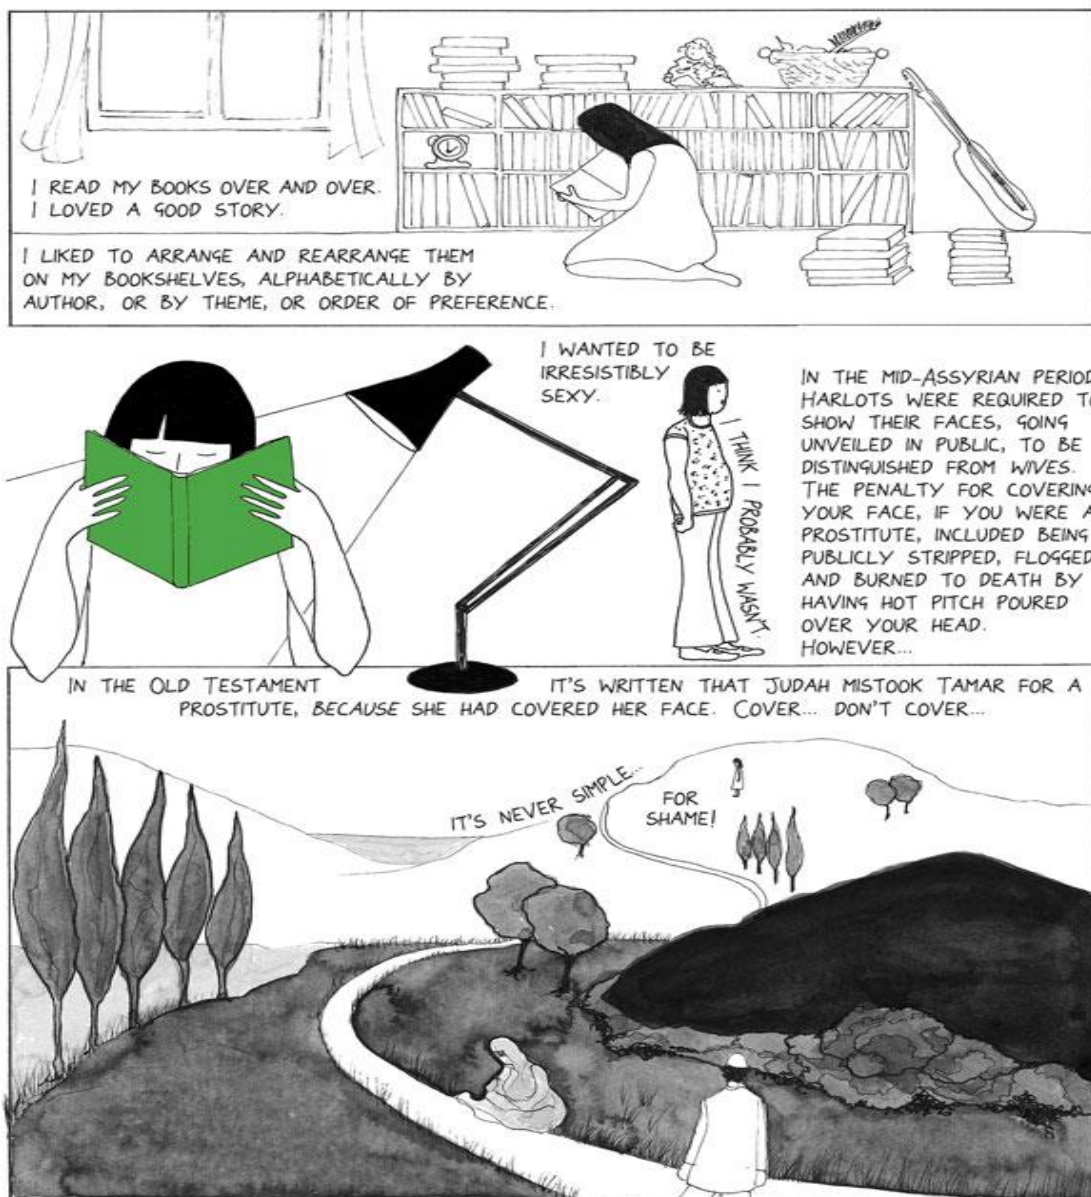 I READ MY BOOKS OVER AND OVER.
I LOVED A GOOD STORY.
I LIKED TO ARRANGE AND REARRANGE THEM
ON MY BOOKSHELVES, ALPHABETICALLY BY
AUTHOR, OR BY THEME, OR ORDER OF PREFERENCE.
I WANTED TO BE
IRRESISTIBLY
SEXY.
I THINK I PROBABLY WASN'T.
IN THE MID-ASSYRIAN PERIOD
HARLOTS WERE REQUIRED TO
SHOW THEIR FACES, GOING
UNVEILED IN PUBLIC, TO BE
DISTINGUISHED FROM WIVES.
THE PENALTY FOR COVERING
YOUR FACE, IF YOU WERE A
PROSTITUTE, INCLUDED BEING
PUBLICLY STRIPPED, FLOGGED
AND BURNED TO DEATH BY
HAVING HOT PITCH POURED
OVER YOUR HEAD.
HOWEVER...
IN THE OLD TESTAMENT IT'S WRITTEN THAT JUDAH MISTOOK TAMAR FOR A
PROSTITUTE, BECAUSE SHE HAD COVERED HER FACE. COVER... DON'T COVER...
IT'S NEVER SIMPLE...
FOR
SHAME!